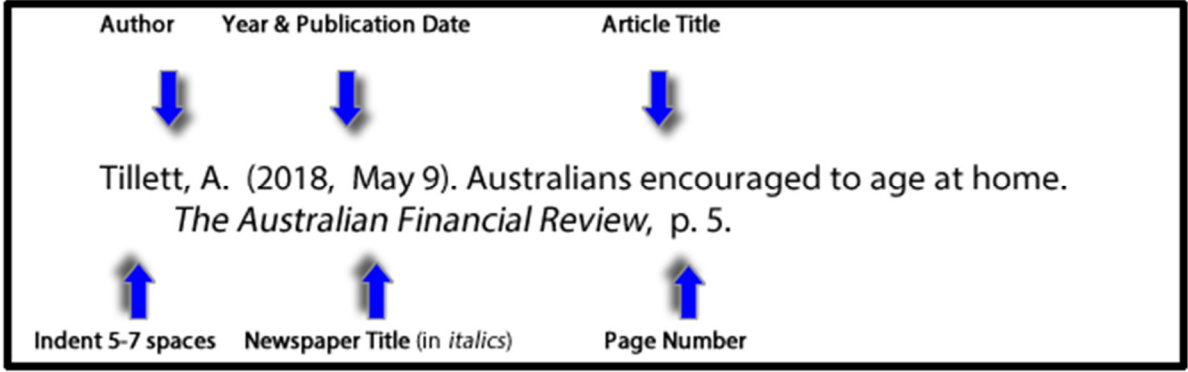 Author Year & Publication Date Article Title
Tillett, A. (2018, May 9). Australians encouraged to age at home.
The Australian Financial Review, p. 5.
Indent 5-7 spaces Newspaper Title (in italics) Page Number